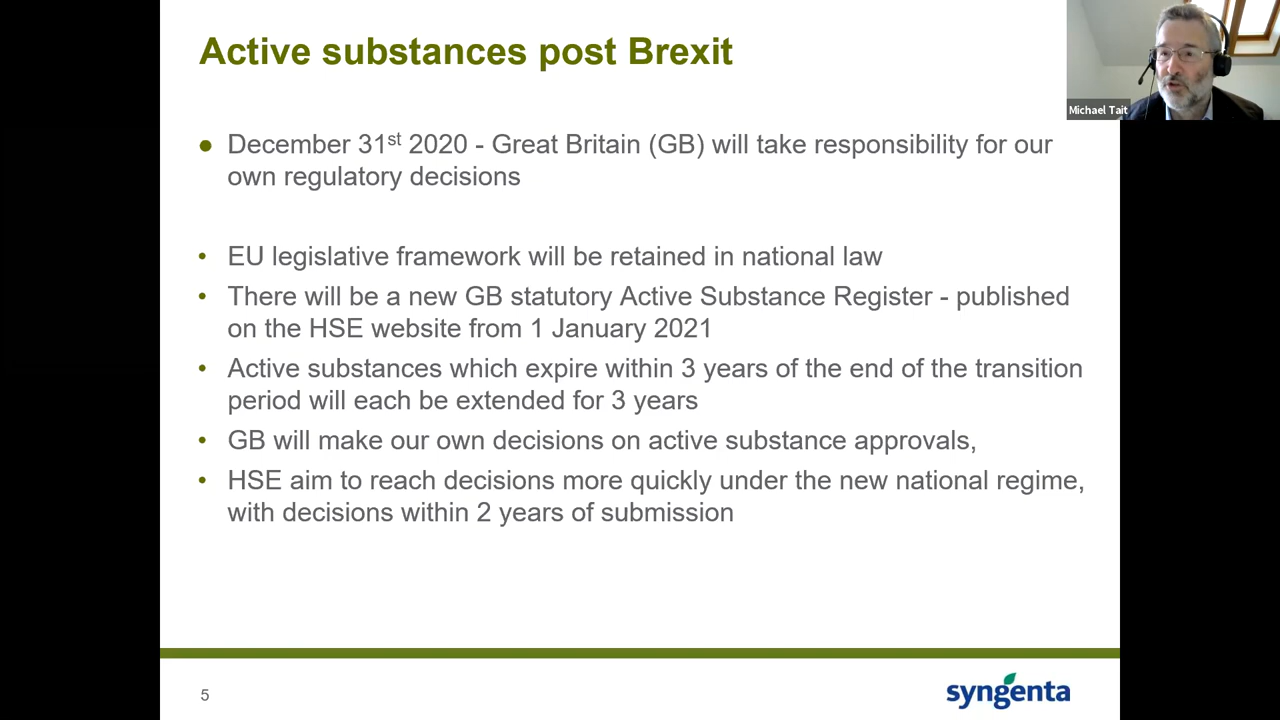 Active substances post Brexit
Michael Tait
● December 31st 2020 - Great Britain (GB) will take responsibility for our
own regulatory decisions
• EU legislative framework will be retained in national law
• There will be a new GB statutory Active Substance Register - published
on the HSE website from 1 January 2021
• Active substances which expire within 3 years of the end of the transition
period will each be extended for 3 years
• GB will make our own decisions on active substance approvals,
• HSE aim to reach decisions more quickly under the new national regime,
with decisions within 2 years of submission
5
syngenta